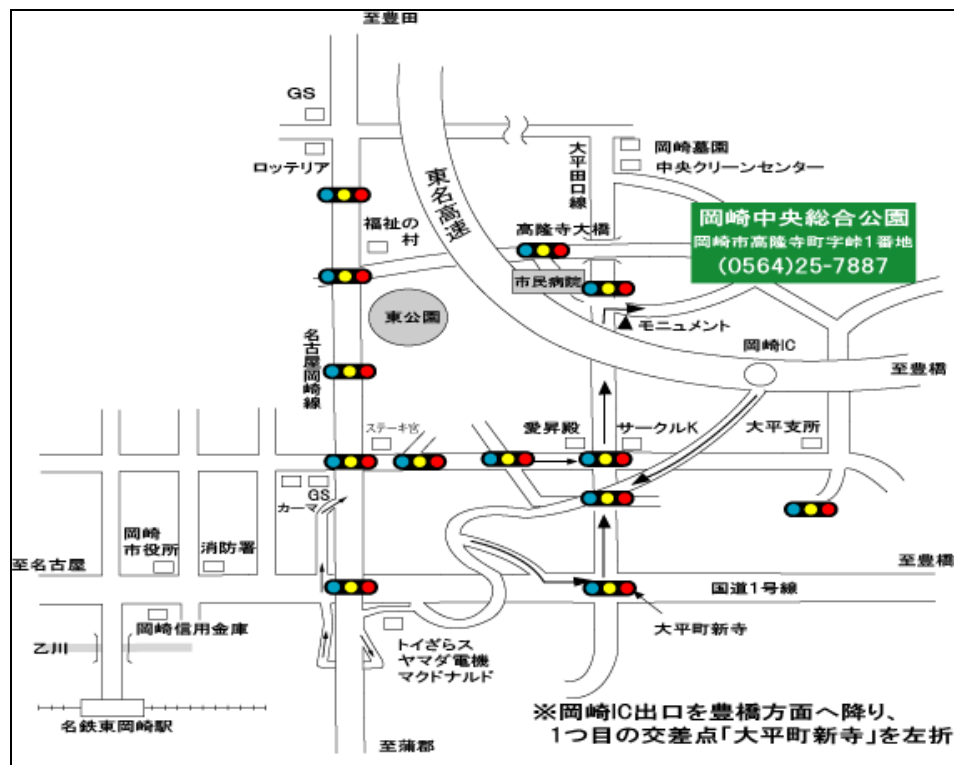 至豊田
GS
ロッテリア
東名高速
大平田口線
岡崎墓園
中央クリーンセンター
福祉の
村
高隆寺大橋
岡崎中央総合公園
岡崎市高隆寺町字峠1番地
(0564)25-7887
市民病院
東公園
モニュメント
岡崎IC
至豊橋
名古屋岡崎線
ステーキ宮
愛昇殿
サークルK
大平支所
GS
カーマ
岡崎
市役所
消防署
至名古屋
至豊橋
国道1号線
大平町新寺
岡崎信用金庫
乙川
トイざらス
ヤマダ電機
マクドナルド
名鉄東岡崎駅
至蒲郡
※岡崎IC出口を豊橋方面へ降り、
1つ目の交差点「大平町新寺」を左折